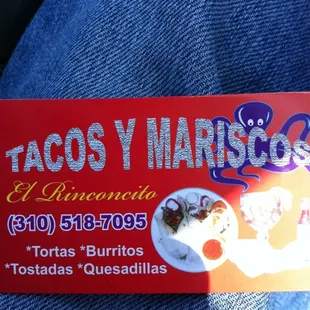 TACOS Y MARISCOS
El Rinconcito
(310) 518-7095
*Tortas *Burritos
*Tostadas *Quesadillas